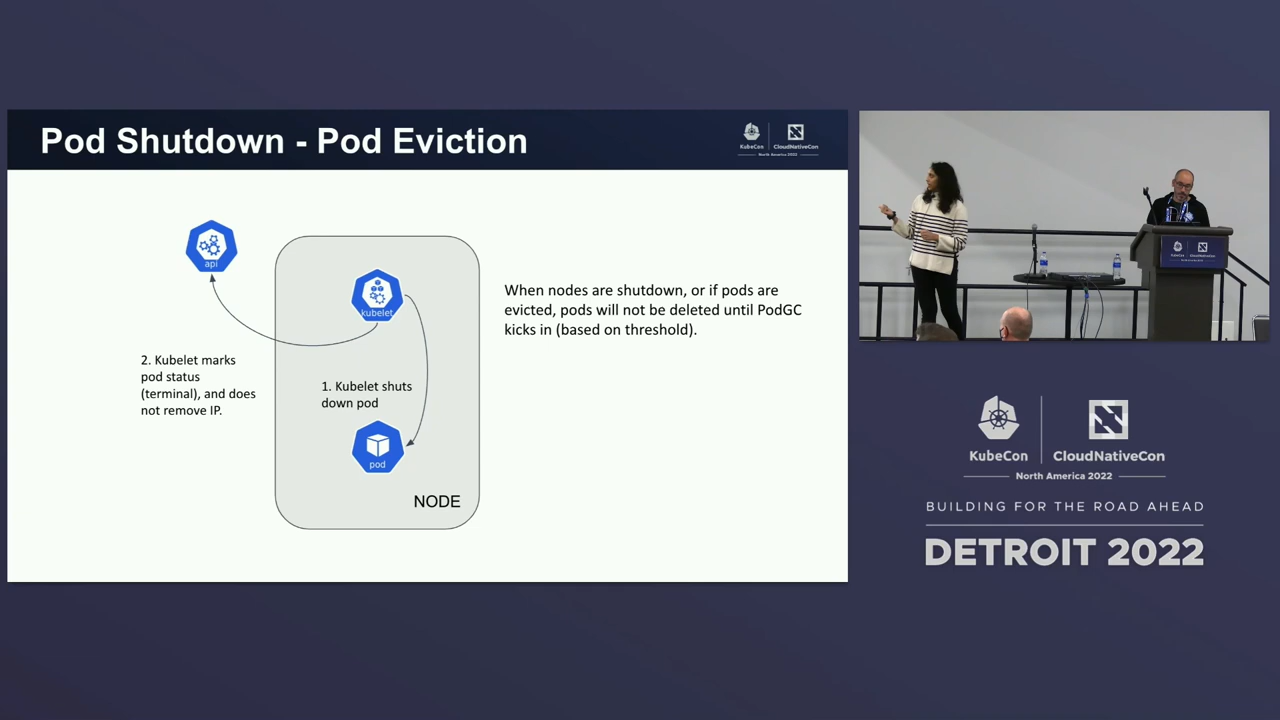 Pod Shutdown - Pod Eviction
KubeCon CloudNativeCon
North America 2022
api
kubelet
When nodes are shutdown, or if pods are
evicted, pods will not be deleted until PodGC
kicks in (based on threshold).
2. Kubelet marks
pod status
(terminal), and does
not remove IP.
1. Kubelet shuts
down pod
pod
NODE
KubeCon CloudNativeCon
North America 2022
BUILDING FOR THE ROAD AHEAD
DETROIT 2022